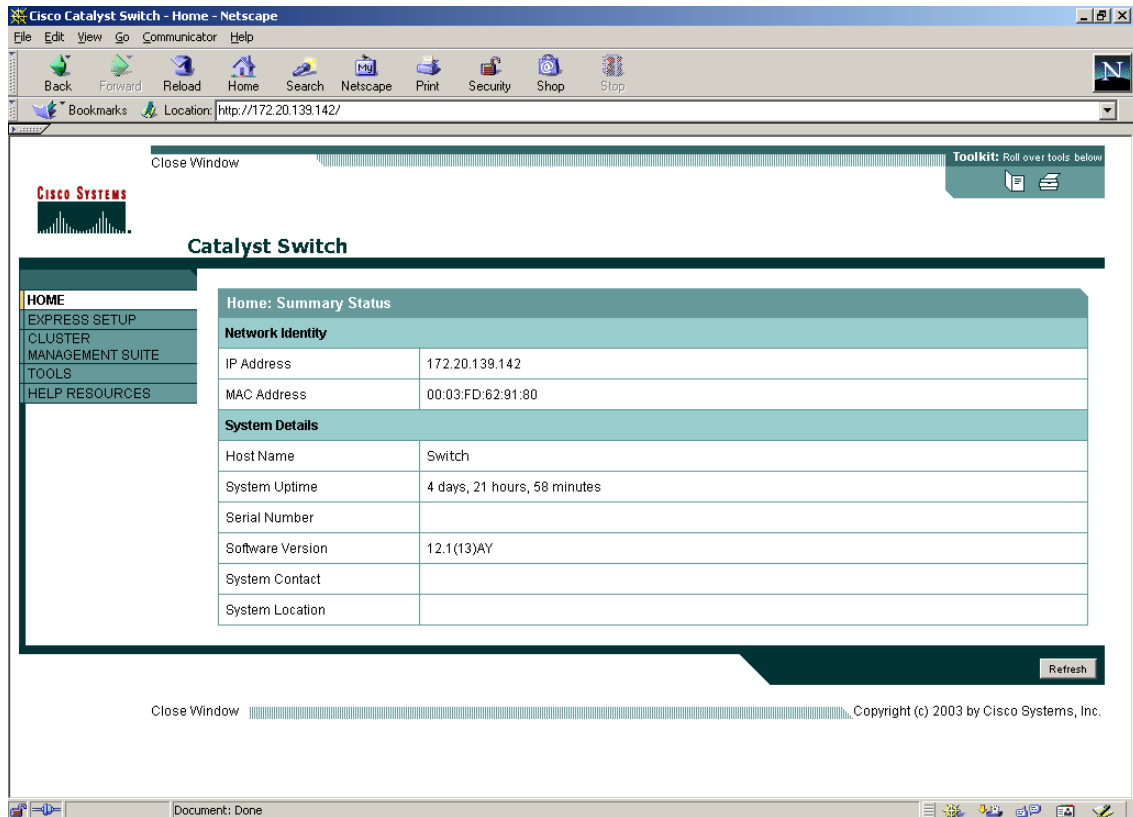 Cisco Catalyst Switch - Home - Netscape
File Edit View Go Communicator Help
Back Forward Reload Home Search Netscape Print Security Shop Stop
My
N
Bookmarks Location: http://172.20.139.142/
Close Window
Toolkit: Roll over tools below
CISCO SYSTEMS
Catalyst Switch
HOME
EXPRESS SETUP
CLUSTER
MANAGEMENT SUITE
TOOLS
HELP RESOURCES
Home: Summary Status
Network Identity
IP Address 172.20.139.142
MAC Address 00:03:FD:62:91:80
System Details
Host Name Switch
System Uptime 4 days, 21 hours, 58 minutes
Serial Number
Software Version 12.1(13)AY
System Contact
System Location
Refresh
Close Window
Copyright (c) 2003 by Cisco Systems, Inc.
Document: Done